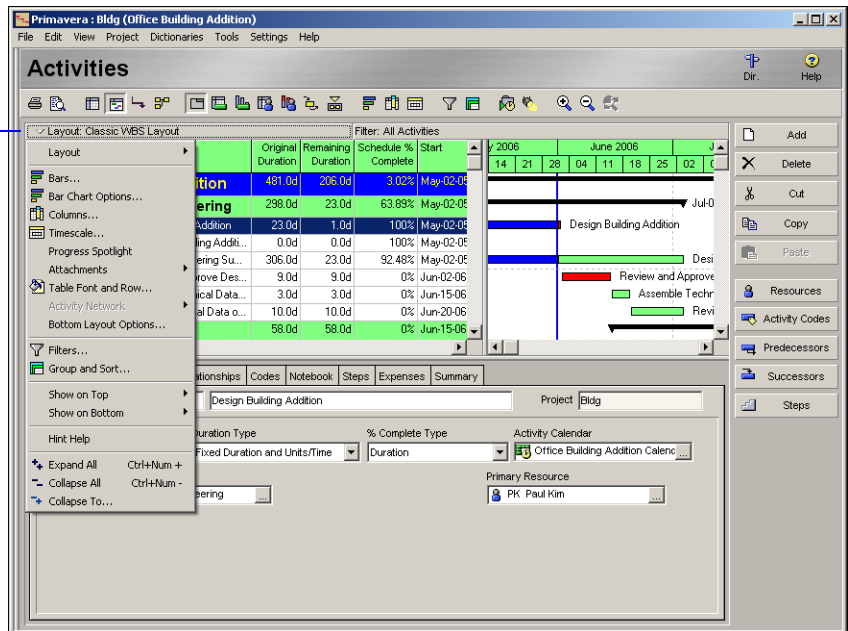 Primavera : Bldg (Office Building Addition)
File Edit View Project Dictionaries Tools Settings Help
Activities
Dir. Help
Layout: Classic WBS Layout Filter: All Activities
Original Duration Remaining Duration Schedule % Complete Start
2006 June 2006
14 21 28 04 11 18 25 02
481.0d 206.0d 3.02% May-02-05
298.0d 23.0d 63.89% May-02-05
Addition 23.0d 1.0d 100% May-02-05 Design Building Addition
0.0d 0.0d 100% May-02-05
306.0d 23.0d 92.48% May-02-05
9.0d 9.0d 0% Jun-02-06 Review and Approve
3.0d 3.0d 0% Jun-15-06 Assemble
10.0d 10.0d 0% Jun-20-06
58.0d 58.0d 0% Jun-15-06
Layout
Bars...
Bar Chart Options...
Columns...
Timescale...
Progress Spotlight
Attachments
Table Font and Row...
Activity Network
Bottom Layout Options...
Filters...
Group and Sort...
Show on Top
Show on Bottom
Hint Help
Expand All Ctrl+Num +
Collapse All Ctrl+Num -
Collapse To...
Codes Notebook Steps Expenses Summary
Design Building Addition Project Bldg
Duration Type % Complete Type Activity Calendar
Fixed Duration and Units/Time Duration Office Building Addition Calenc ...
Primary Resource
... PK Paul Kim ...
Add
Delete
Cut
Copy
Paste
Resources
Activity Codes
Predecessors
Successors
Steps